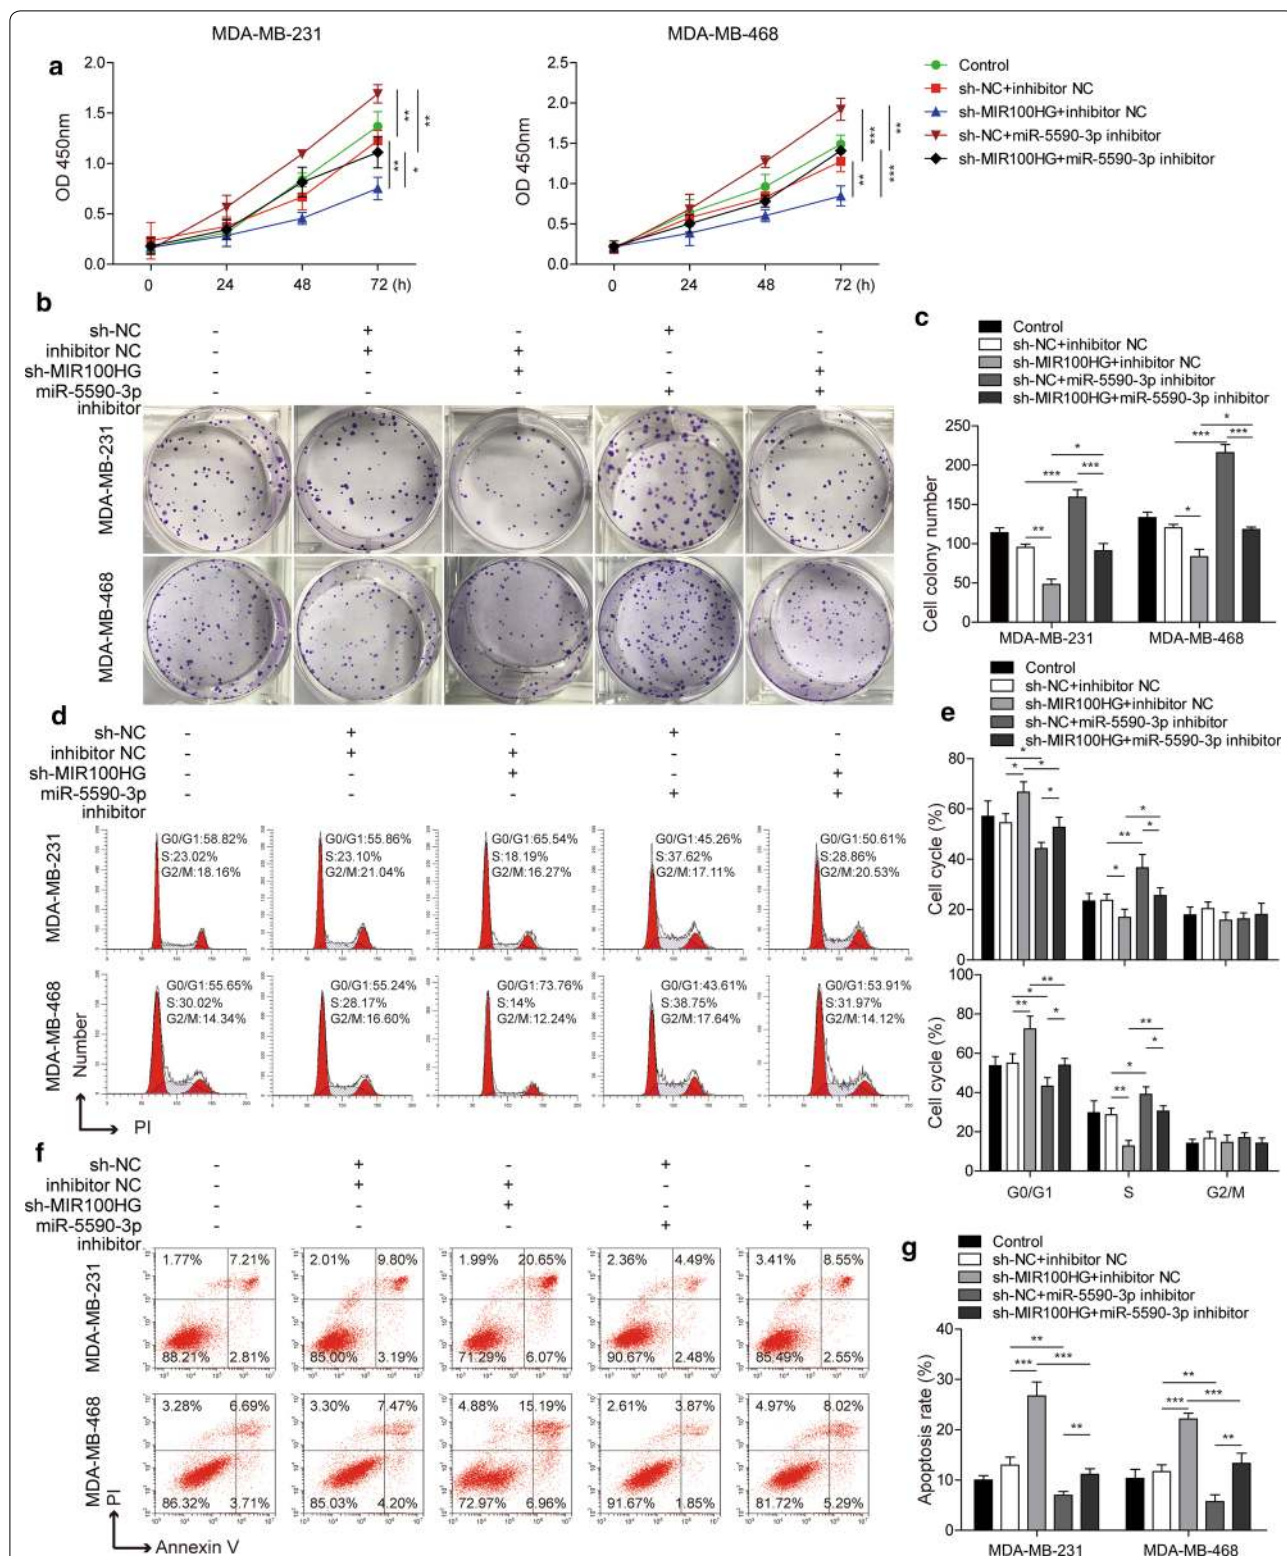 MDA-MB-231
MDA-MB-468
a
OD 450nm
2.0
1.5
1.0
0.5
0.0
0 24 48 72 (h)
** **
** *
OD 450nm
2.5
2.0
1.5
1.0
0.5
0.0
0 24 48 72 (h)
*** **
** ***
Control
sh-NC+inhibitor NC
sh-MIR100HG+inhibitor NC
sh-NC+miR-5590-3p inhibitor
sh-MIR100HG+miR-5590-3p inhibitor
b
sh-NC - + - + -
inhibitor NC - + + - -
sh-MIR100HG - - + - +
miR-5590-3p - - - + +
inhibitor
MDA-MB-231
MDA-MB-468
c
Control
sh-NC+inhibitor NC
sh-MIR100HG+inhibitor NC
sh-NC+miR-5590-3p inhibitor
sh-MIR100HG+miR-5590-3p inhibitor
Cell colony number
250
200
150
100
50
0
* *** *** **
* *** *** *
MDA-MB-231 MDA-MB-468
d
sh-NC - + - + -
inhibitor NC - + + - -
sh-MIR100HG - - + - +
miR-5590-3p - - - + +
inhibitor
MDA-MB-231
G0/G1:58.82% G0/G1:55.86% G0/G1:65.54% G0/G1:45.26% G0/G1:50.61%
S:23.02% S:23.10% S:18.19% S:37.62% S:28.86%
G2/M:18.16% G2/M:21.04% G2/M:16.27% G2/M:17.11% G2/M:20.53%
MDA-MB-468
G0/G1:55.65% G0/G1:55.24% G0/G1:73.76% G0/G1:43.61% G0/G1:53.91%
S:30.02% S:28.17% S:14% S:38.75% S:31.97%
G2/M:14.34% G2/M:16.60% G2/M:12.24% G2/M:17.64% G2/M:14.12%
Number
PI
e
Control
sh-NC+inhibitor NC
sh-MIR100HG+inhibitor NC
sh-NC+miR-5590-3p inhibitor
sh-MIR100HG+miR-5590-3p inhibitor
Cell cycle (%)
80
60
40
20
0
* * * *
* ** * *
Cell cycle (%)
100
80
60
40
20
0
** * ** *
** * ** *
G0/G1 S G2/M
f
sh-NC - + - + -
inhibitor NC - + + - -
sh-MIR100HG - - + - +
miR-5590-3p - - - + +
inhibitor
MDA-MB-231
1.77% 7.21% 2.01% 9.80% 1.99% 20.65% 2.36% 4.49% 3.41% 8.55%
88.21% 2.81% 85.00% 3.19% 71.29% 6.07% 90.67% 2.48% 85.49% 2.55%
MDA-MB-468
3.28% 6.69% 3.30% 7.47% 4.88% 15.19% 2.61% 3.87% 4.97% 8.02%
86.32% 3.71% 85.03% 4.20% 72.97% 6.96% 91.67% 1.85% 81.72% 5.29%
PI
Annexin V
g
Control
sh-NC+inhibitor NC
sh-MIR100HG+inhibitor NC
sh-NC+miR-5590-3p inhibitor
sh-MIR100HG+miR-5590-3p inhibitor
Apoptosis rate (%)
40
30
20
10
0
** *** *** **
** *** *** **
MDA-MB-231 MDA-MB-468